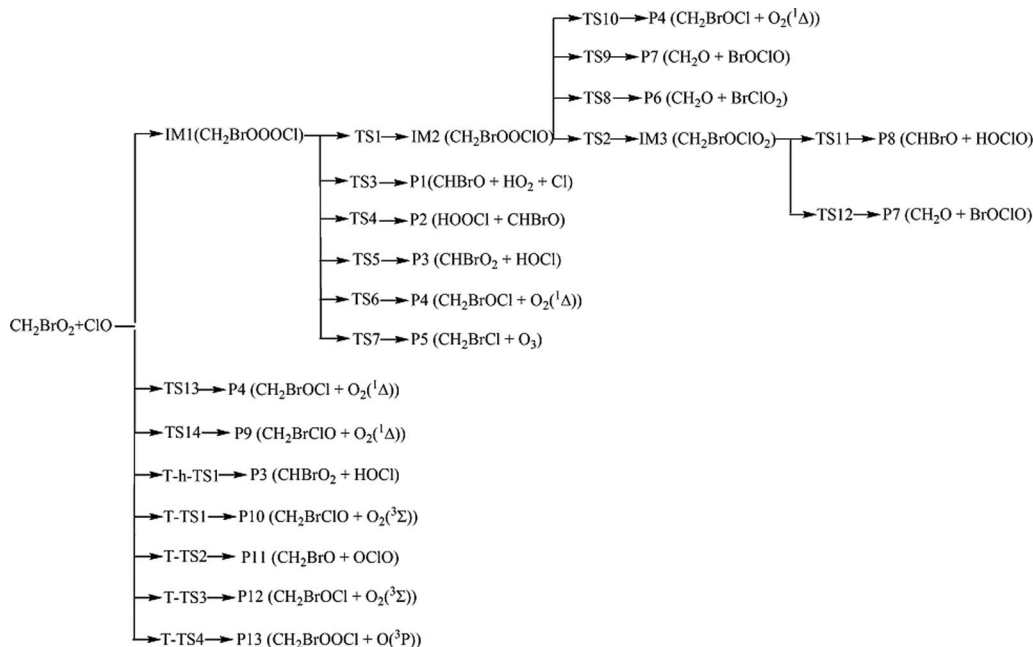 TS10 P4 (CH₂BrOCl + O₂(¹Δ))
TS9 P7 (CH₂O + BrOClO)
TS8 P6 (CH₂O + BrClO₂)
IM1(CH₂BrOOOCl) TS1 IM2 (CH₂BrOOClO) TS2 IM3 (CH₂BrOClO₂) TS11 P8 (CHBrO + HOClO)
TS3 P1(CHBrO + HO₂ + Cl)
TS4 P2 (HOOCl + CHBrO)
TS12 P7 (CH₂O + BrOClO)
TS5 P3 (CHBrO₂ + HOCl)
TS6 P4 (CH₂BrOCl + O₂(¹Δ))
CH₂BrO₂+ClO
TS7 P5 (CH₂BrCl + O₃)
TS13 P4 (CH₂BrOCl + O₂(¹Δ))
TS14 P9 (CH₂BrClO + O₂(¹Δ))
T-h-TS1 P3 (CHBrO₂ + HOCl)
T-TS1 P10 (CH₂BrClO + O₂(³Σ))
T-TS2 P11 (CH₂BrO + OClO)
T-TS3 P12 (CH₂BrOCl + O₂(³Σ))
T-TS4 P13 (CH₂BrOOCl + O(³P))